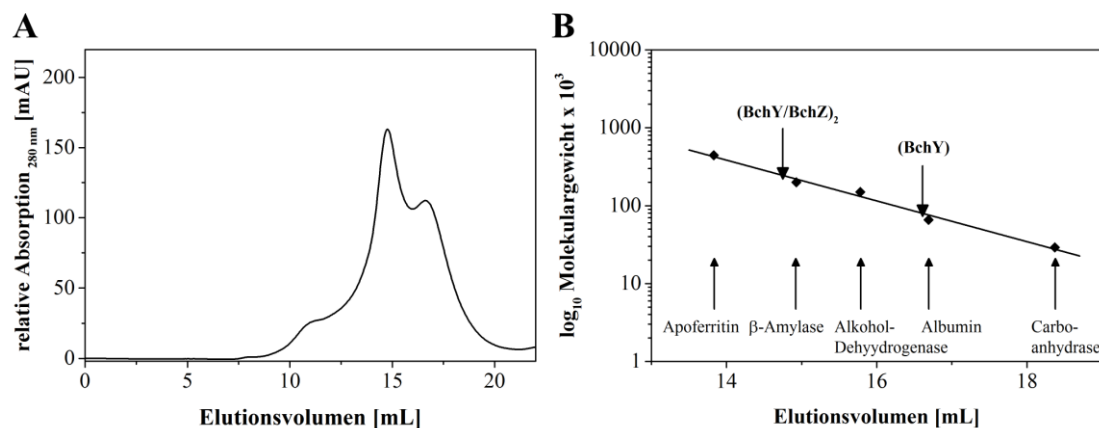 A
relative Absorption280 nm [mAU]
200
150
100
50
0
0 5 10 15 20
Elutionsvolumen [mL]
B
log10 Molekulargewicht x 10^3
10000
1000
100
10
1
(BchY/BchZ)2
(BchY)
Apoferritin β-Amylase Alkohol- Albumin Carbo-
Dehyydrogenase anhydrase
14 16 18
Elutionsvolumen [mL]